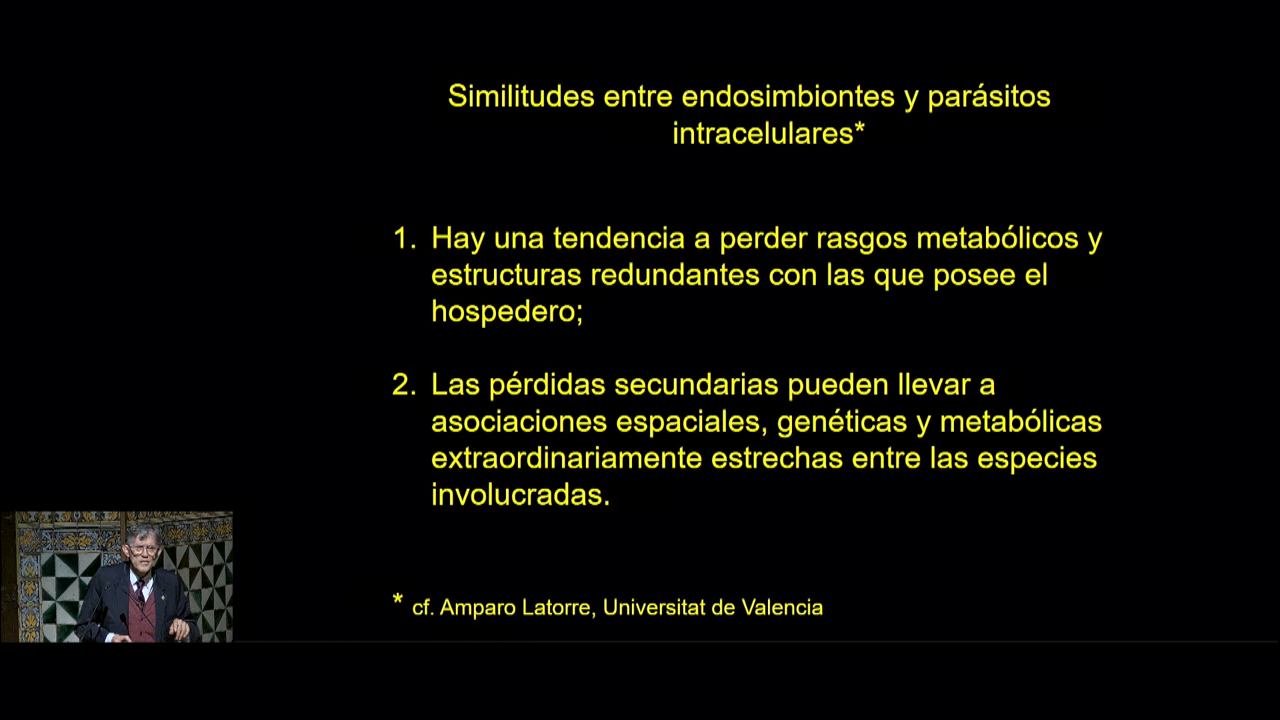 Similitudes entre endosimbiontes y parásitos
intracelulares*
1. Hay una tendencia a perder rasgos metabólicos y
estructuras redundantes con las que posee el
hospedero;
2. Las pérdidas secundarias pueden llevar a
asociaciones espaciales, genéticas y metabólicas
extraordinariamente estrechas entre las especies
involucradas.
* cf. Amparo Latorre, Universitat de Valencia